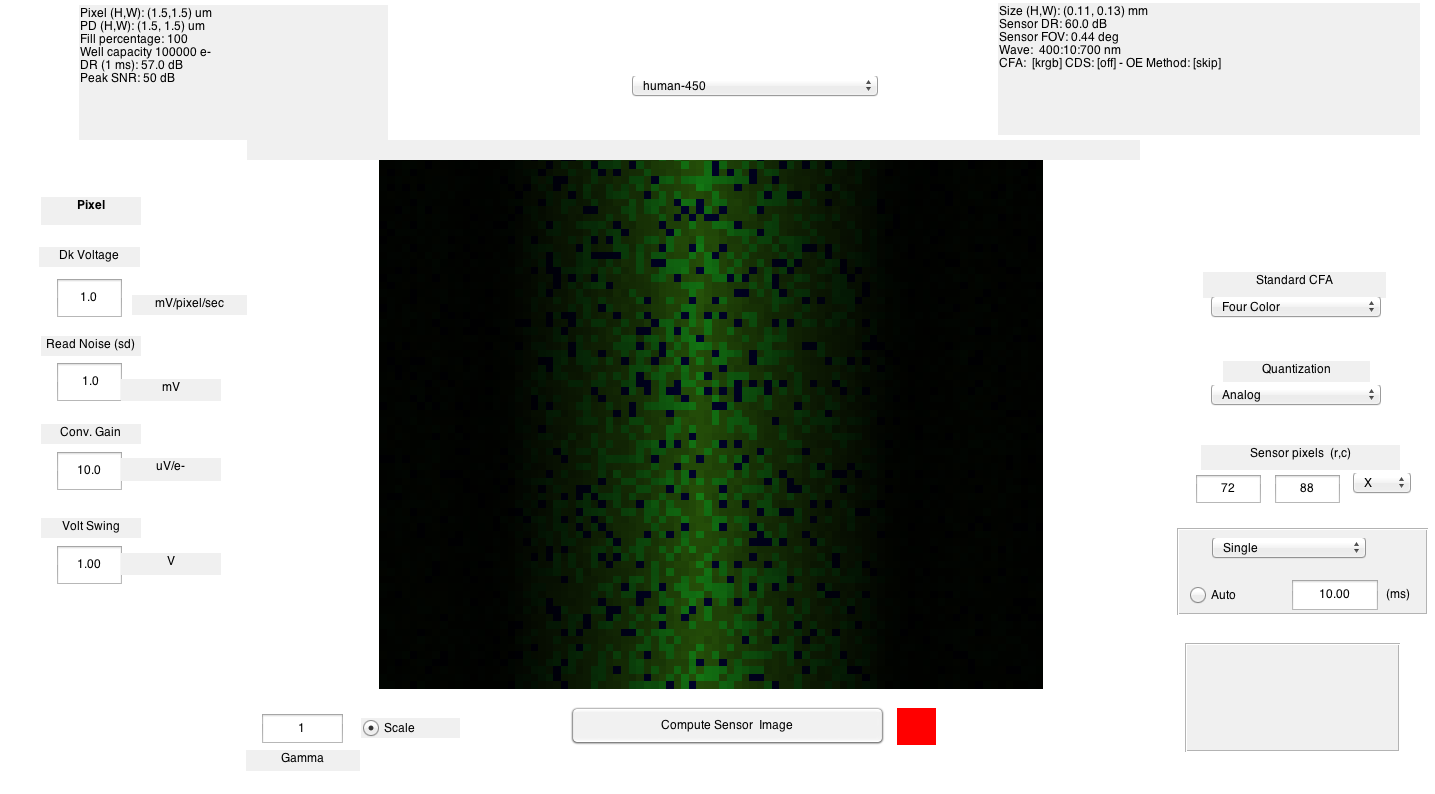 Pixel (H,W): (1.5,1.5) um
PD (H,W): (1.5, 1.5) um
Fill percentage: 100
Well capacity 100000 e-
DR (1 ms): 57.0 dB
Peak SNR: 50 dB
human-450
Size (H,W): (0.11, 0.13) mm
Sensor DR: 60.0 dB
Sensor FOV: 0.44 deg
Wave: 400:10:700 nm
CFA: [krgb] CDS: [off] - OE Method: [skip]
Pixel
Dk Voltage
1.0 mV/pixel/sec
Read Noise (sd)
1.0 mV
Conv. Gain
10.0 uV/e-
Volt Swing
1.00 V
Standard CFA
Four Color
Quantization
Analog
Sensor pixels (r,c)
72 88 X
Single
Auto 10.00 (ms)
1 Scale
Gamma
Compute Sensor Image